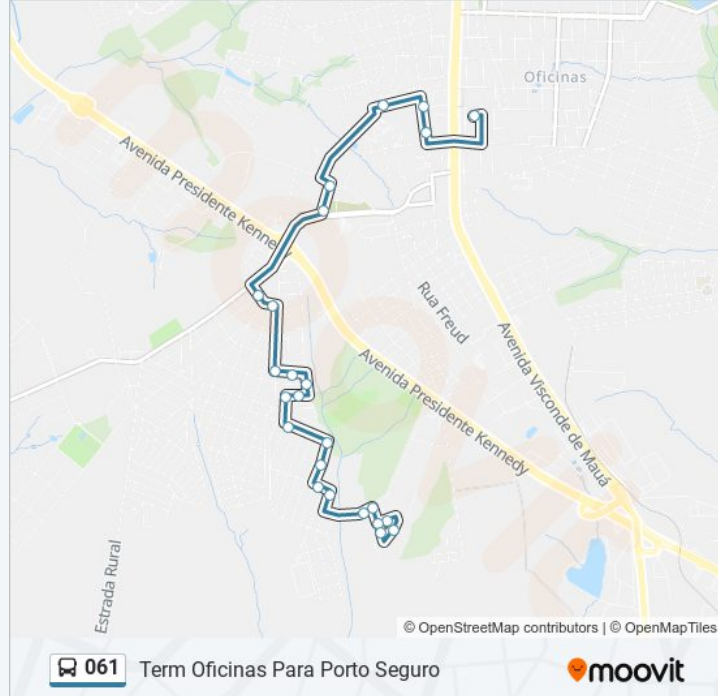 Oficinas
Avenida Presidente Kennedy
Rua Freud
Avenida Visconde de Mauá
Avenida Presidente Kennedy
Estrada Rural
© OpenStreetMap contributors | © OpenMapTiles
061 Term Oficinas Para Porto Seguro
moovit